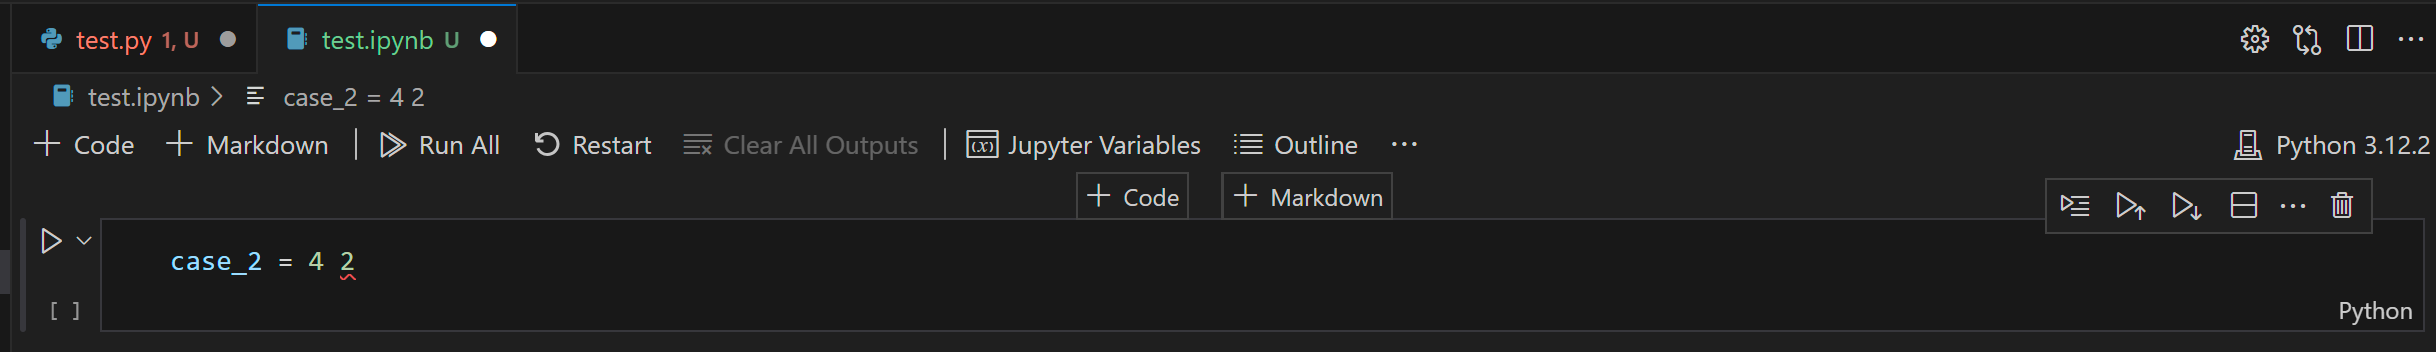 test.py 1, U test.ipynb U
test.ipynb > case_2 = 4 2
Code Markdown Run All Restart Clear All Outputs (x) Jupyter Variables Outline ... Python 3.12.2
Code Markdown
case_2 = 4 2
[ ]
Python